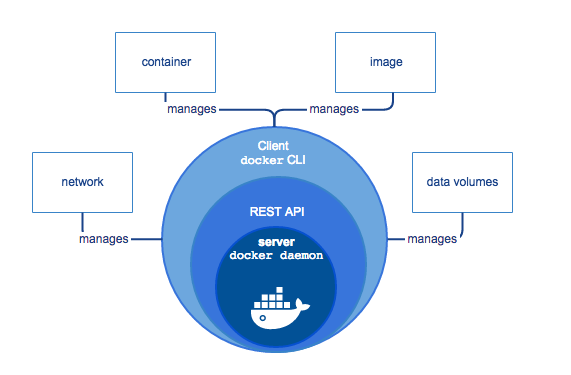 container
image
manages
manages
Client
docker CLI
network
data volumes
REST API
manages
manages
server
docker daemon